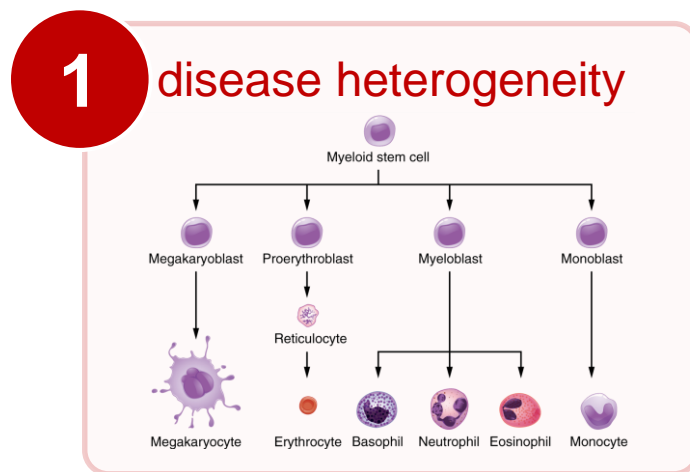 1
disease heterogeneity
Myeloid stem cell
Megakaryoblast Proerythroblast Myeloblast Monoblast
Reticulocyte
Megakaryocyte Erythrocyte Basophil Neutrophil Eosinophil Monocyte